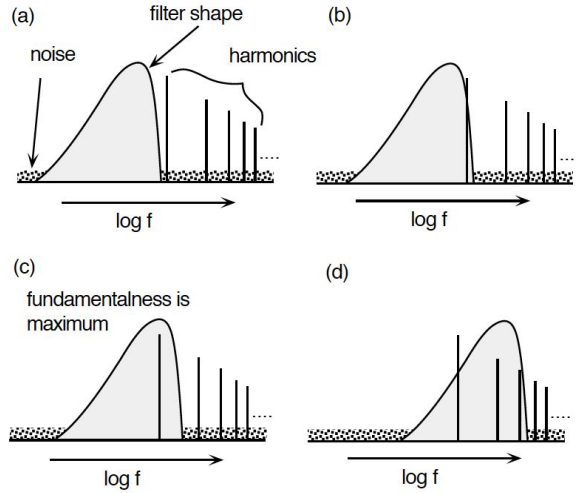 (a)
filter shape
noise
harmonics
log f
(b)
log f
(c)
fundamentalness is
maximum
log f
(d)
log f